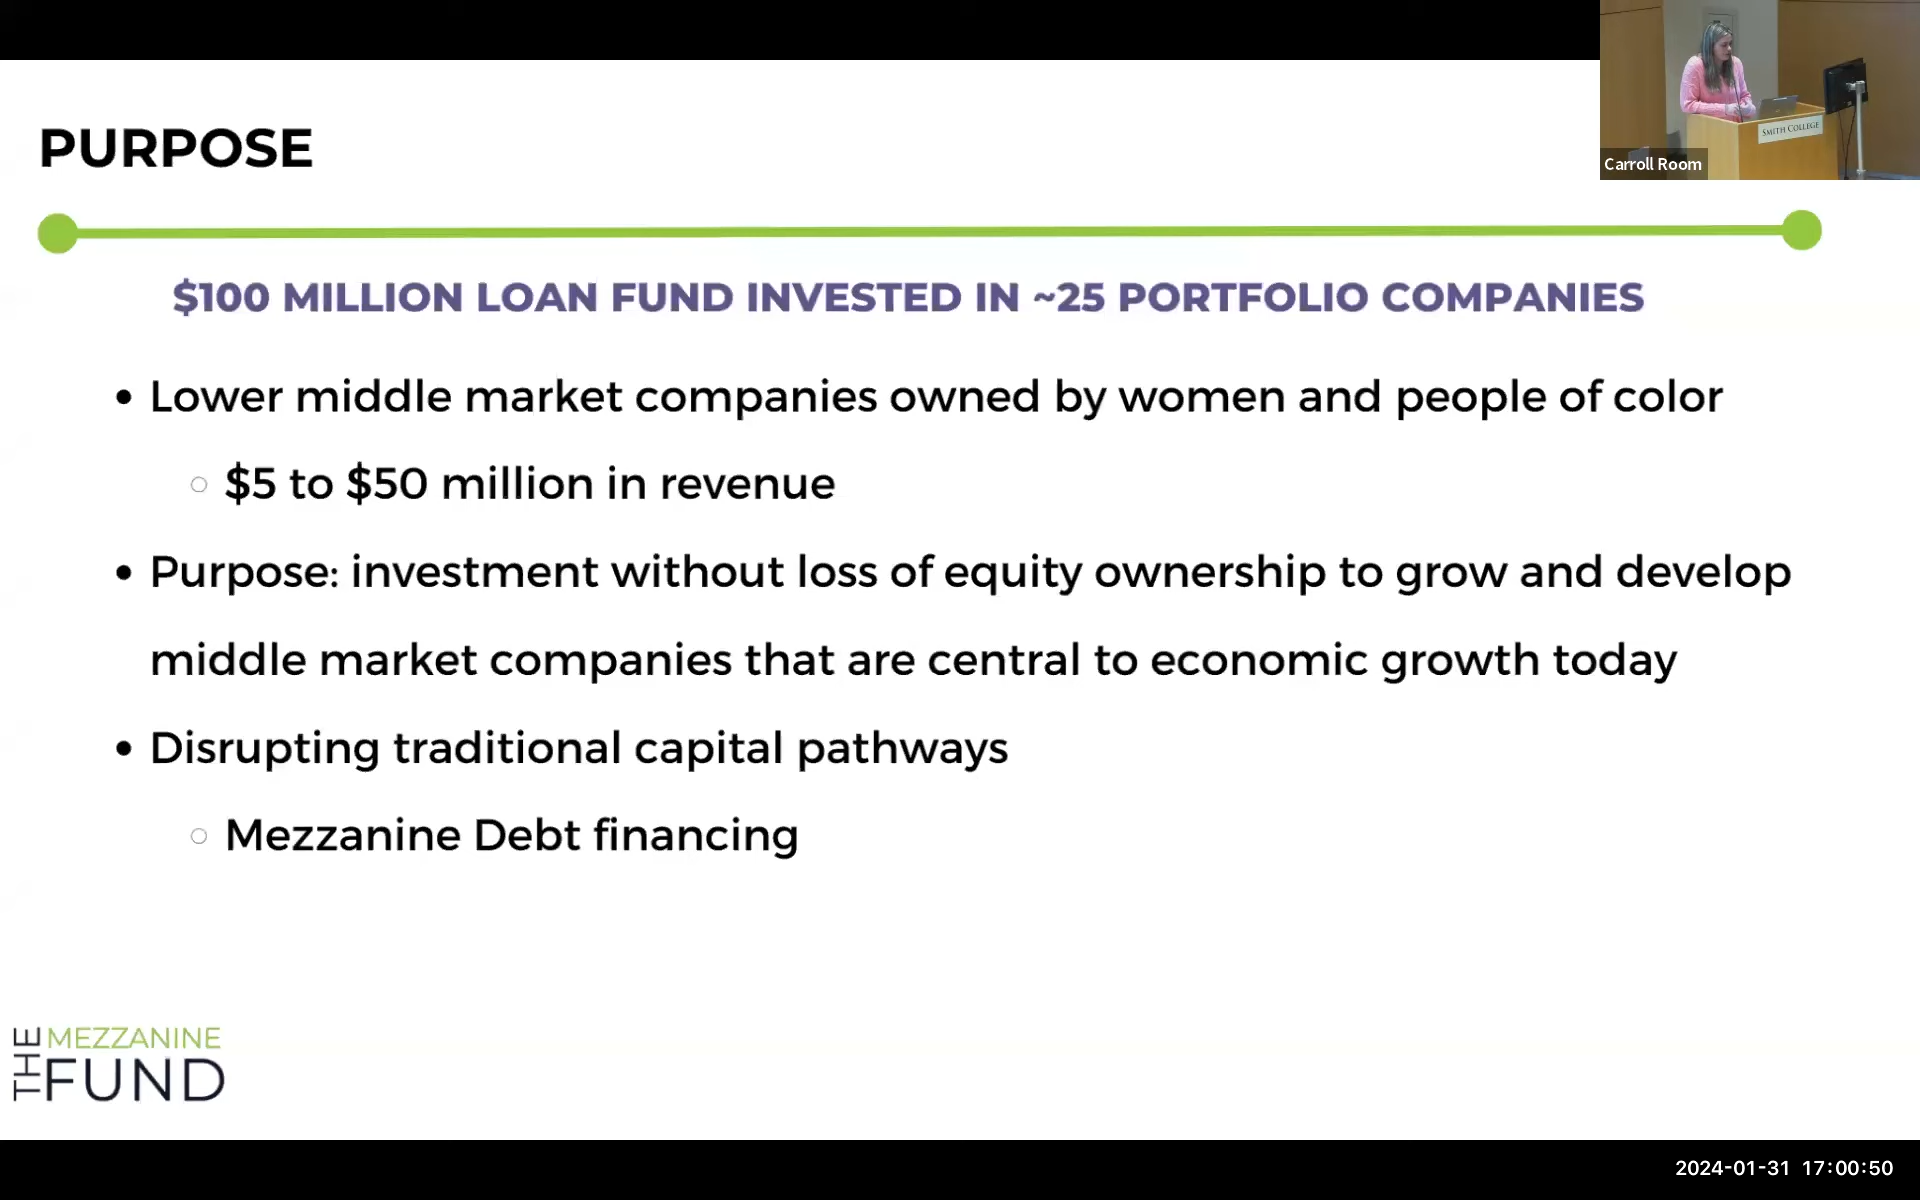 SMITH COLLEGE
Carroll Room
PURPOSE
$100 MILLION LOAN FUND INVESTED IN ~25 PORTFOLIO COMPANIES
• Lower middle market companies owned by women and people of color
○ $5 to $50 million in revenue
• Purpose: investment without loss of equity ownership to grow and develop
middle market companies that are central to economic growth today
• Disrupting traditional capital pathways
○ Mezzanine Debt financing
THE MEZZANINE
FUND
2024-01-31 17:00:50